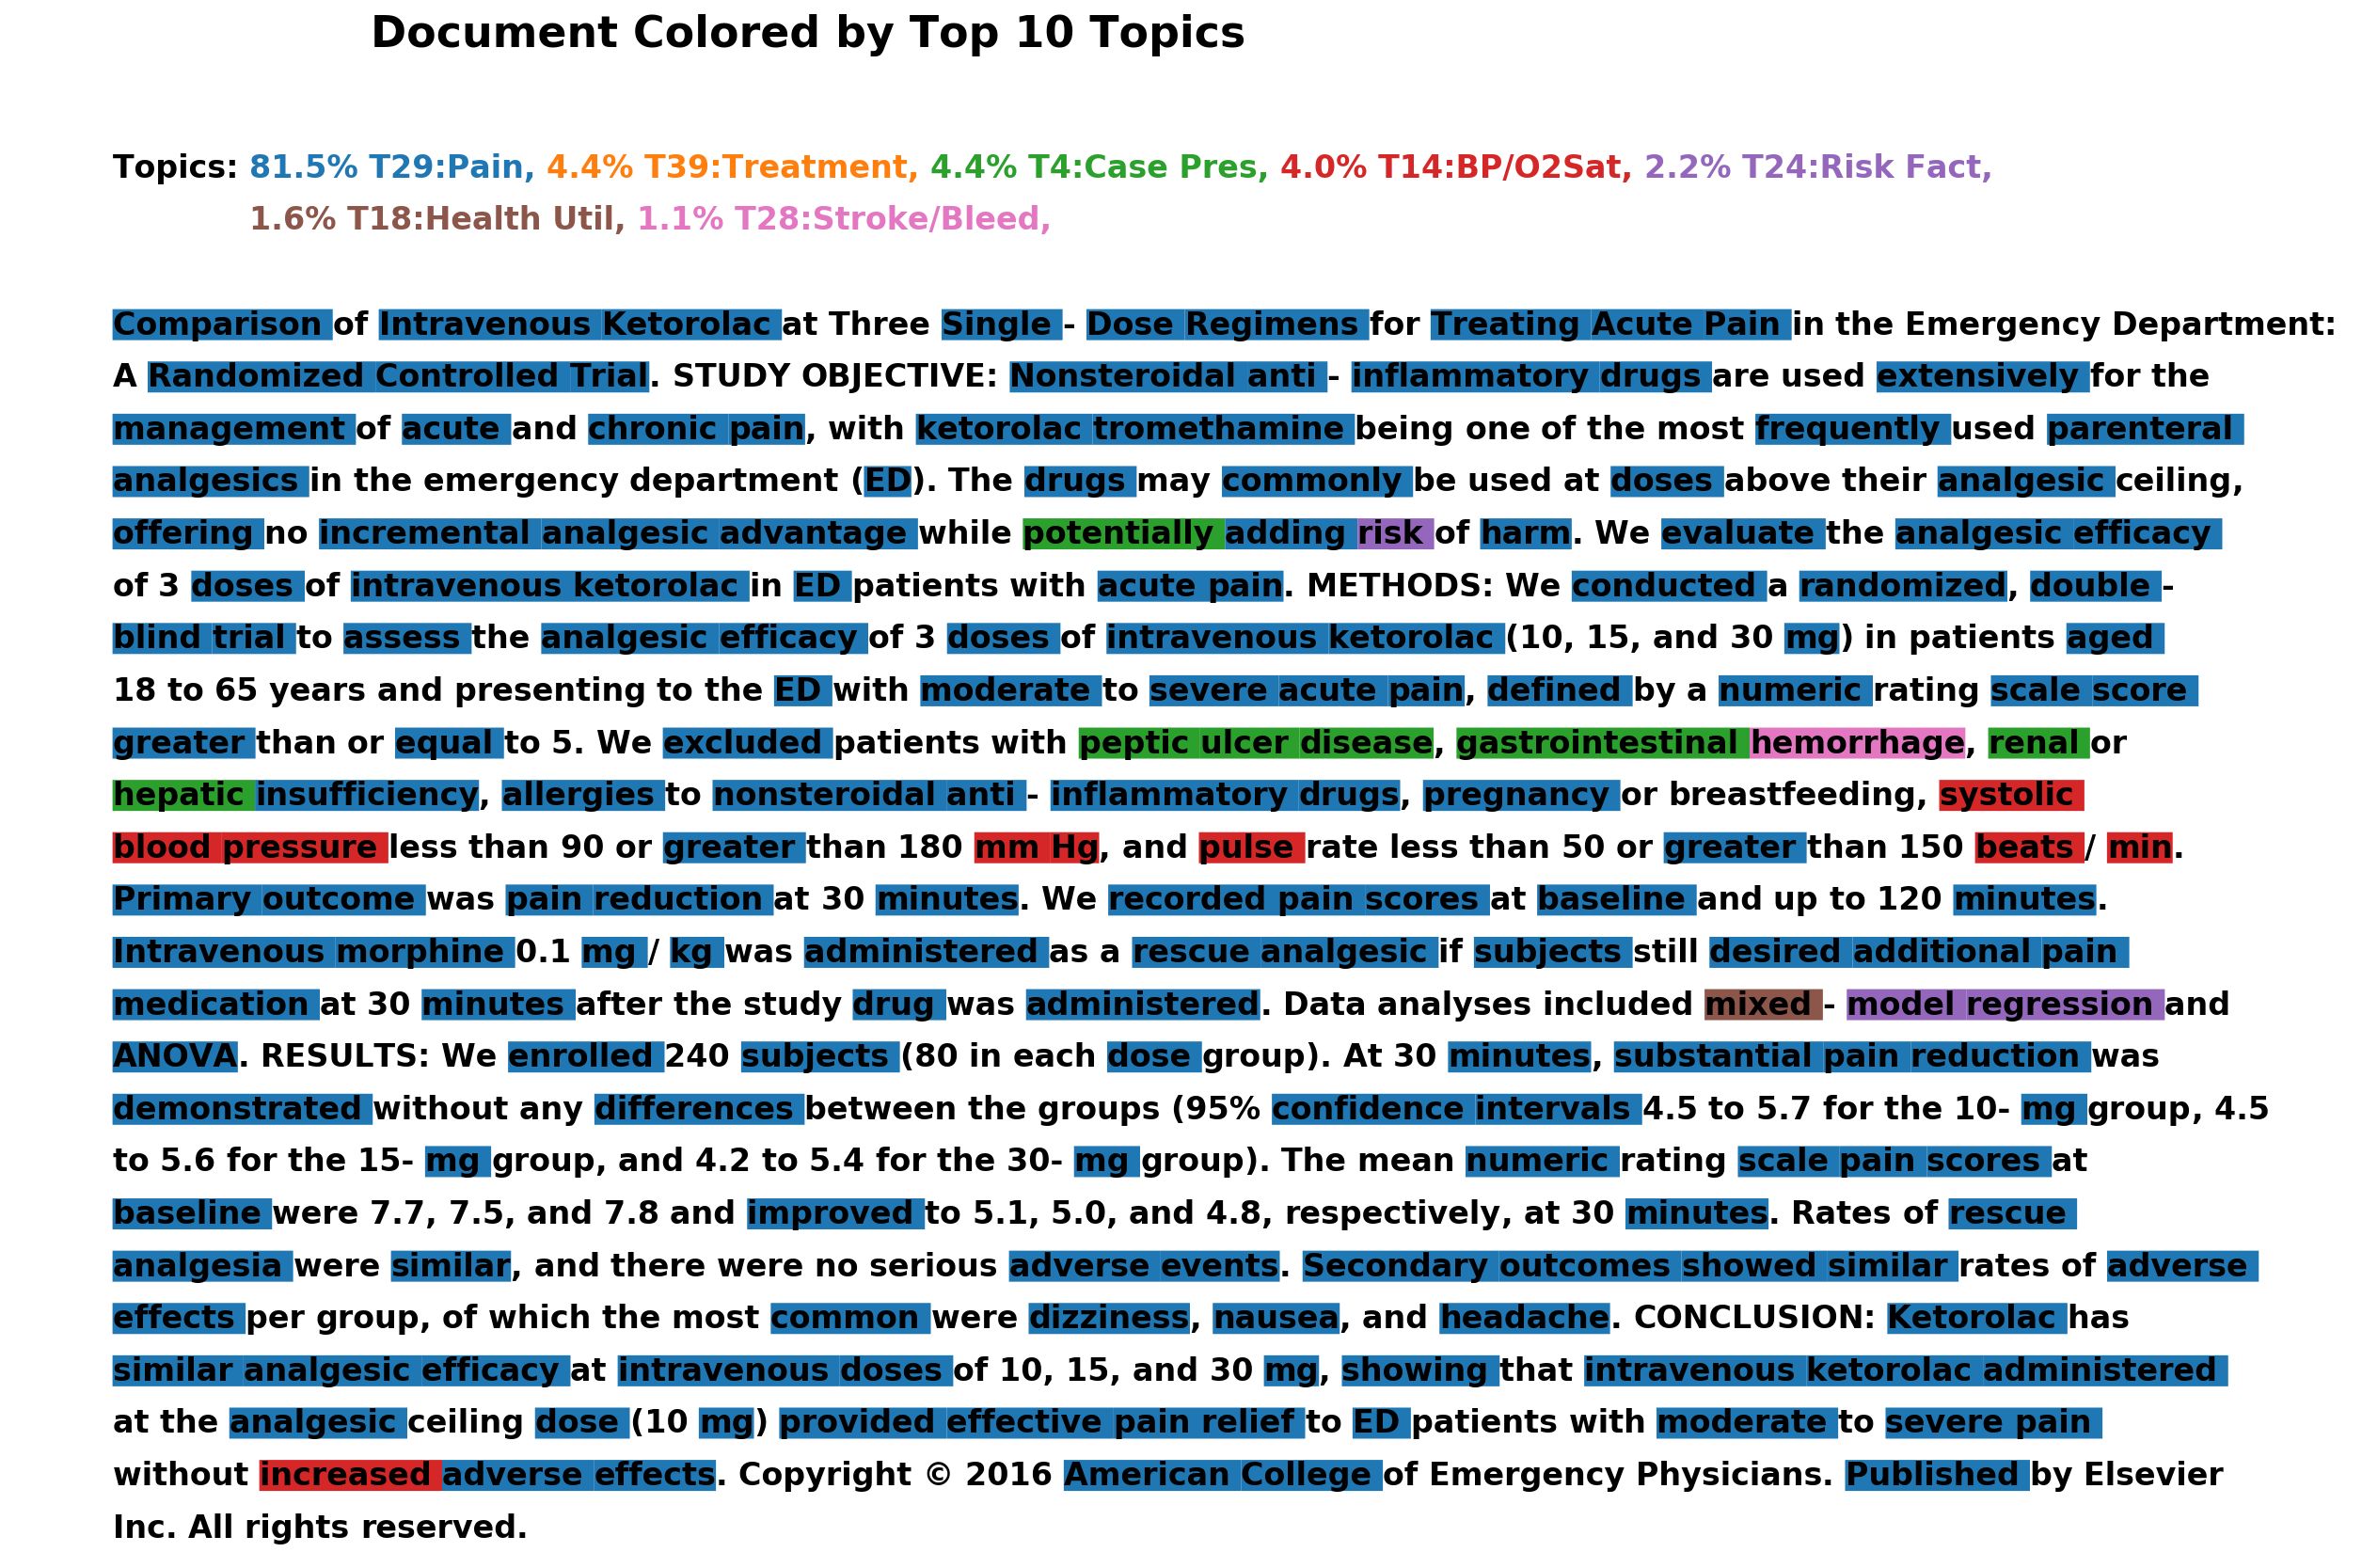 Document Colored by Top 10 Topics
Topics: 81.5% T29:Pain, 4.4% T39:Treatment, 4.4% T4:Case Pres, 4.0% T14:BP/O2Sat, 2.2% T24:Risk Fact,
1.6% T18:Health Util, 1.1% T28:Stroke/Bleed,
Comparison of Intravenous Ketorolac at Three Single - Dose Regimens for Treating Acute Pain in the Emergency Department:
A Randomized Controlled Trial. STUDY OBJECTIVE: Nonsteroidal anti - inflammatory drugs are used extensively for the
management of acute and chronic pain, with ketorolac tromethamine being one of the most frequently used parenteral
analgesics in the emergency department (ED). The drugs may commonly be used at doses above their analgesic ceiling,
offering no incremental analgesic advantage while potentially adding risk of harm. We evaluate the analgesic efficacy
of 3 doses of intravenous ketorolac in ED patients with acute pain. METHODS: We conducted a randomized, double -
blind trial to assess the analgesic efficacy of 3 doses of intravenous ketorolac (10, 15, and 30 mg) in patients aged
18 to 65 years and presenting to the ED with moderate to severe acute pain, defined by a numeric rating scale score
greater than or equal to 5. We excluded patients with peptic ulcer disease, gastrointestinal hemorrhage, renal or
hepatic insufficiency, allergies to nonsteroidal anti - inflammatory drugs, pregnancy or breastfeeding, systolic
blood pressure less than 90 or greater than 180 mm Hg, and pulse rate less than 50 or greater than 150 beats / min.
Primary outcome was pain reduction at 30 minutes. We recorded pain scores at baseline and up to 120 minutes.
Intravenous morphine 0.1 mg / kg was administered as a rescue analgesic if subjects still desired additional pain
medication at 30 minutes after the study drug was administered. Data analyses included mixed - model regression and
ANOVA. RESULTS: We enrolled 240 subjects (80 in each dose group). At 30 minutes, substantial pain reduction was
demonstrated without any differences between the groups (95% confidence intervals 4.5 to 5.7 for the 10- mg group, 4.5
to 5.6 for the 15- mg group, and 4.2 to 5.4 for the 30- mg group). The mean numeric rating scale pain scores at
baseline were 7.7, 7.5, and 7.8 and improved to 5.1, 5.0, and 4.8, respectively, at 30 minutes. Rates of rescue
analgesia were similar, and there were no serious adverse events. Secondary outcomes showed similar rates of adverse
effects per group, of which the most common were dizziness, nausea, and headache. CONCLUSION: Ketorolac has
similar analgesic efficacy at intravenous doses of 10, 15, and 30 mg, showing that intravenous ketorolac administered
at the analgesic ceiling dose (10 mg) provided effective pain relief to ED patients with moderate to severe pain
without increased adverse effects. Copyright © 2016 American College of Emergency Physicians. Published by Elsevier
Inc. All rights reserved.